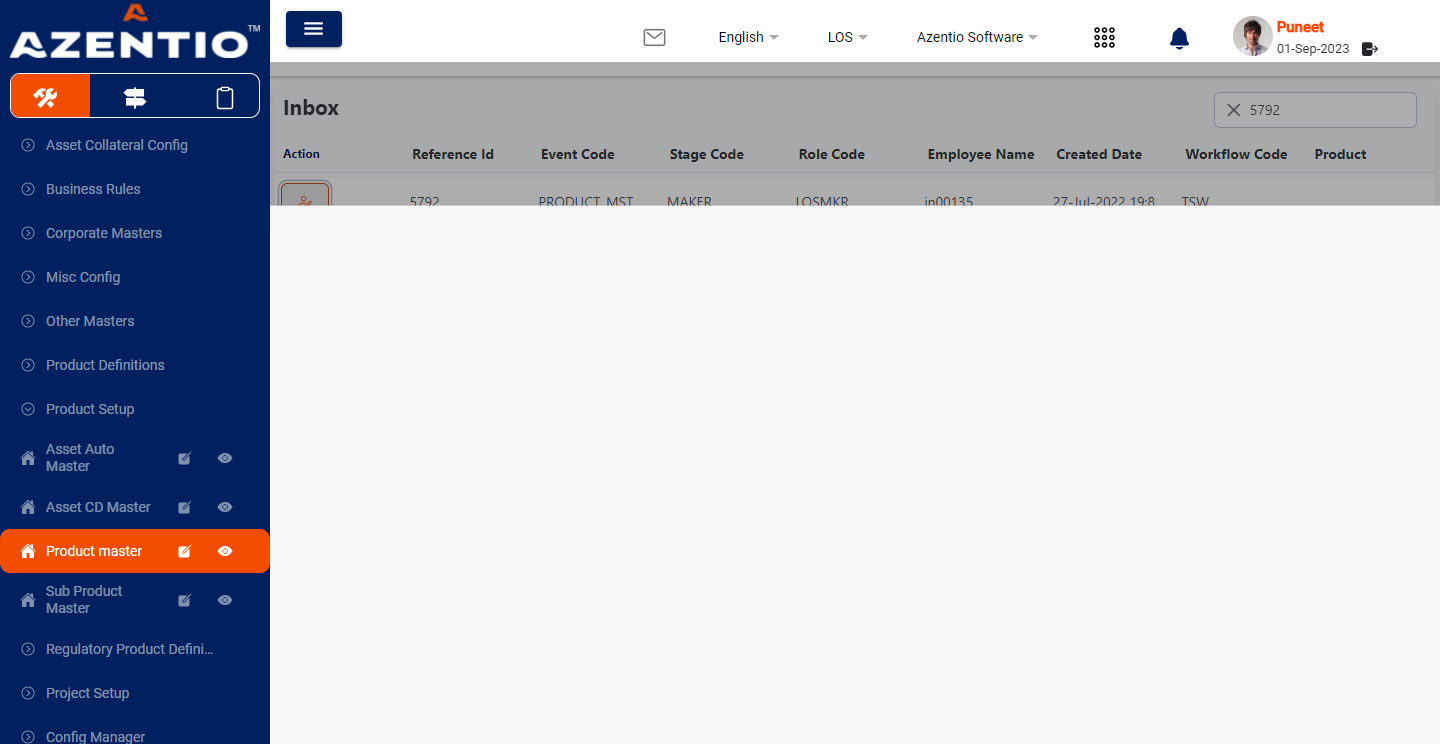 AZENTIO™
English
LOS
Azentio Software
Puneet
01-Sep-2023
Inbox
5792
Action
Reference Id
Event Code
Stage Code
Role Code
Employee Name
Created Date
Workflow Code
Product
5792
PRODUCT_MST
MAKER
LOSMKR
in00135
27-Jul-2022 19:8
TSW
Asset Collateral Config
Business Rules
Corporate Masters
Misc Config
Other Masters
Product Definitions
Product Setup
Asset Auto
Master
Asset CD Master
Product master
Sub Product
Master
Regulatory Product Defini...
Project Setup
Config Manager